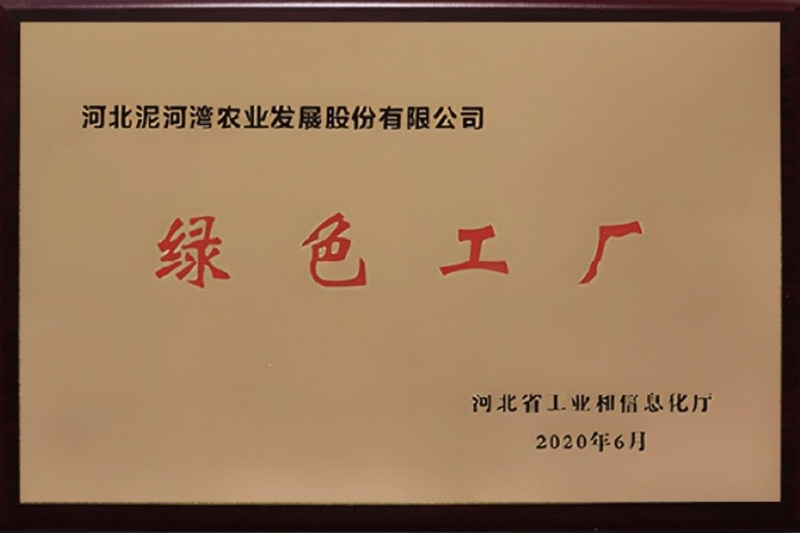 河北泥河湾农业发展股份有限公司
绿色工厂
河北省工业和信息化厅
2020年6月